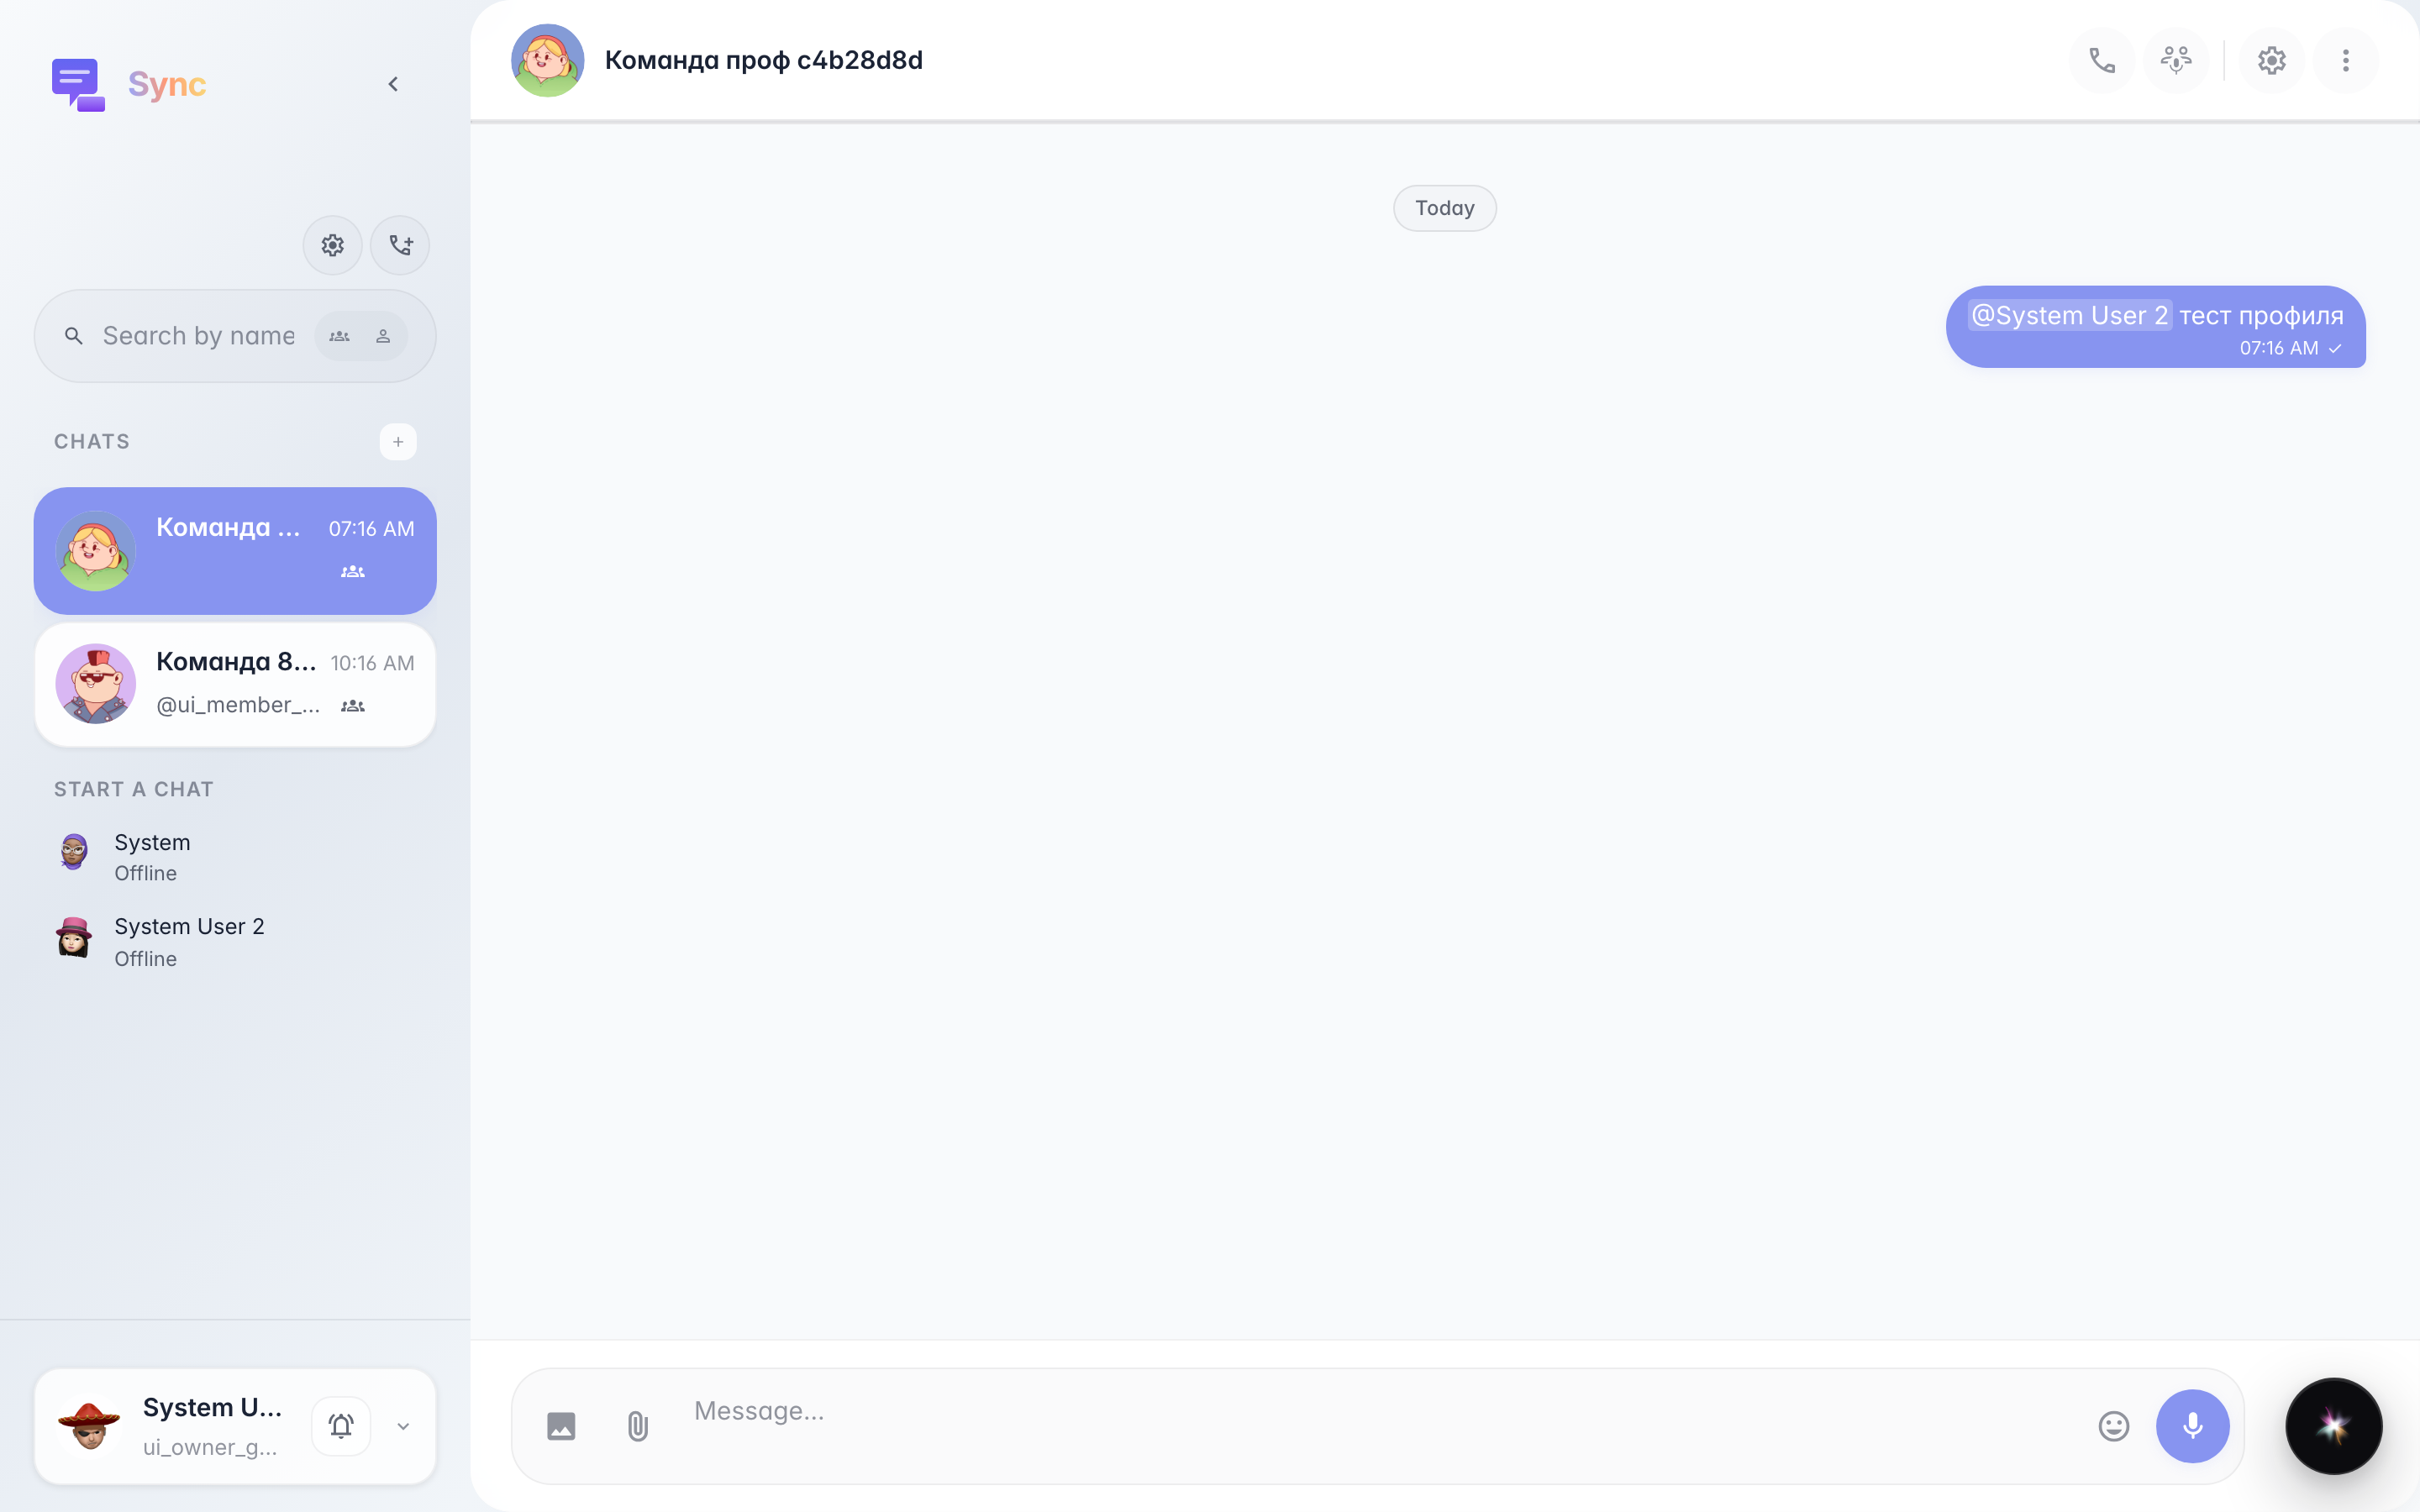 Sync
Search by name
CHATS
Команда ... 07:16 AM
Команда 8... 10:16 AM
@ui_member_...
START A CHAT
System
Offline
System User 2
Offline
System U...
ui_owner_g...
Команда проф c4b28d8d
Today
@System User 2 тест профиля
07:16 AM
Message...